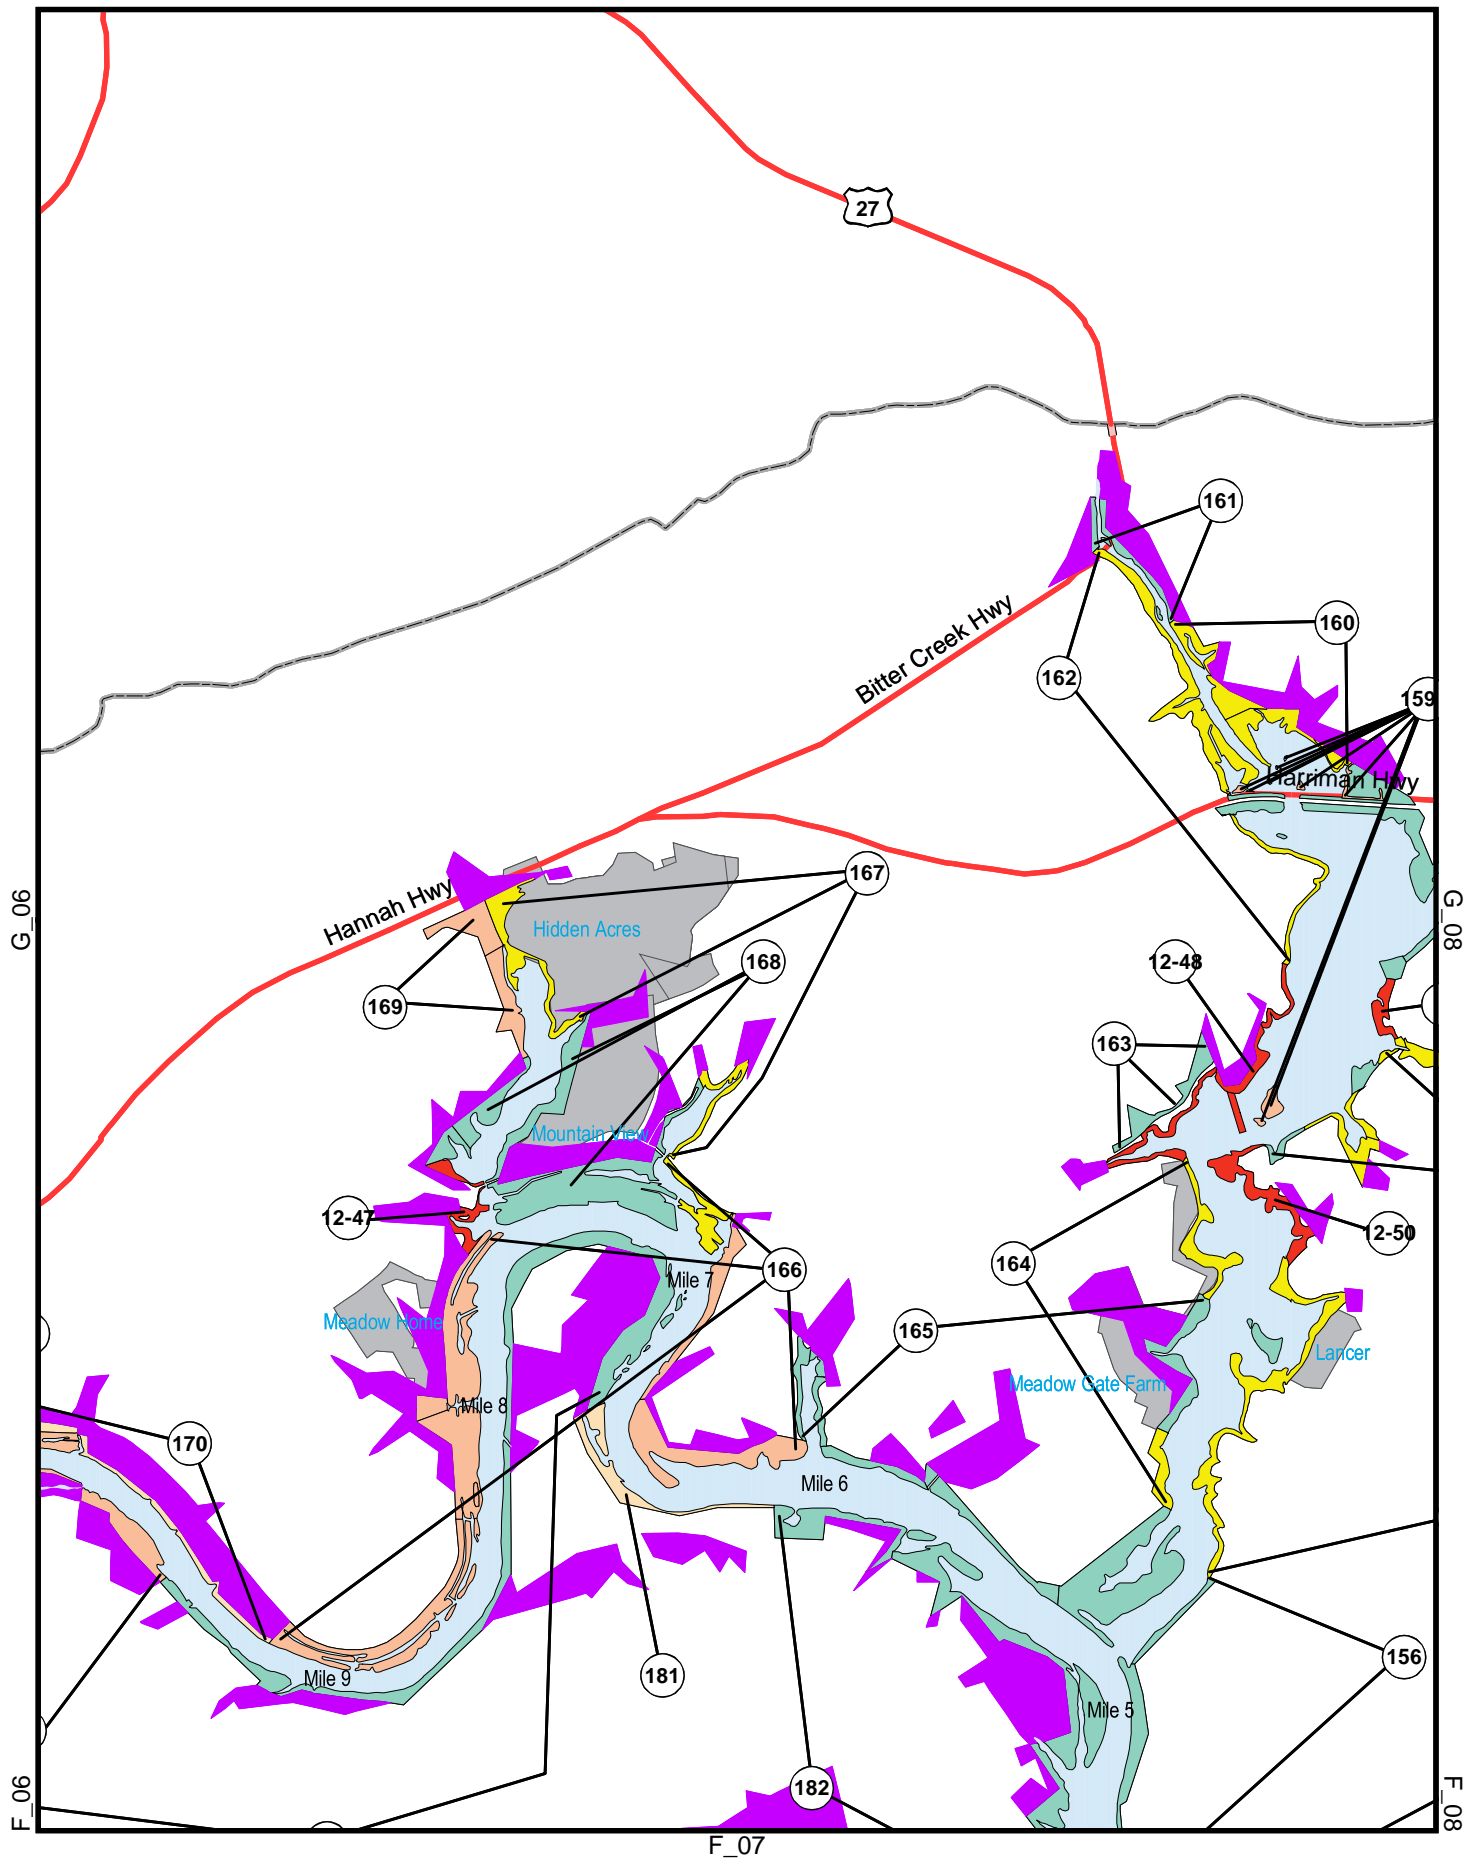 27
161
160
Bitter Creek Hwy
162
159
Harriman Hwy
167
Hannah Hwy
G_06
G_08
Hidden Acres
168
12-48
169
163
Mountain View
12-47
12-50
164
166
Mile 7
Meadow Home
165
Lancer
Meadow Gate Farm
Mile 8
170
Mile 6
156
181
Mile 9
Mile 5
182
F_06
F_08
F_07